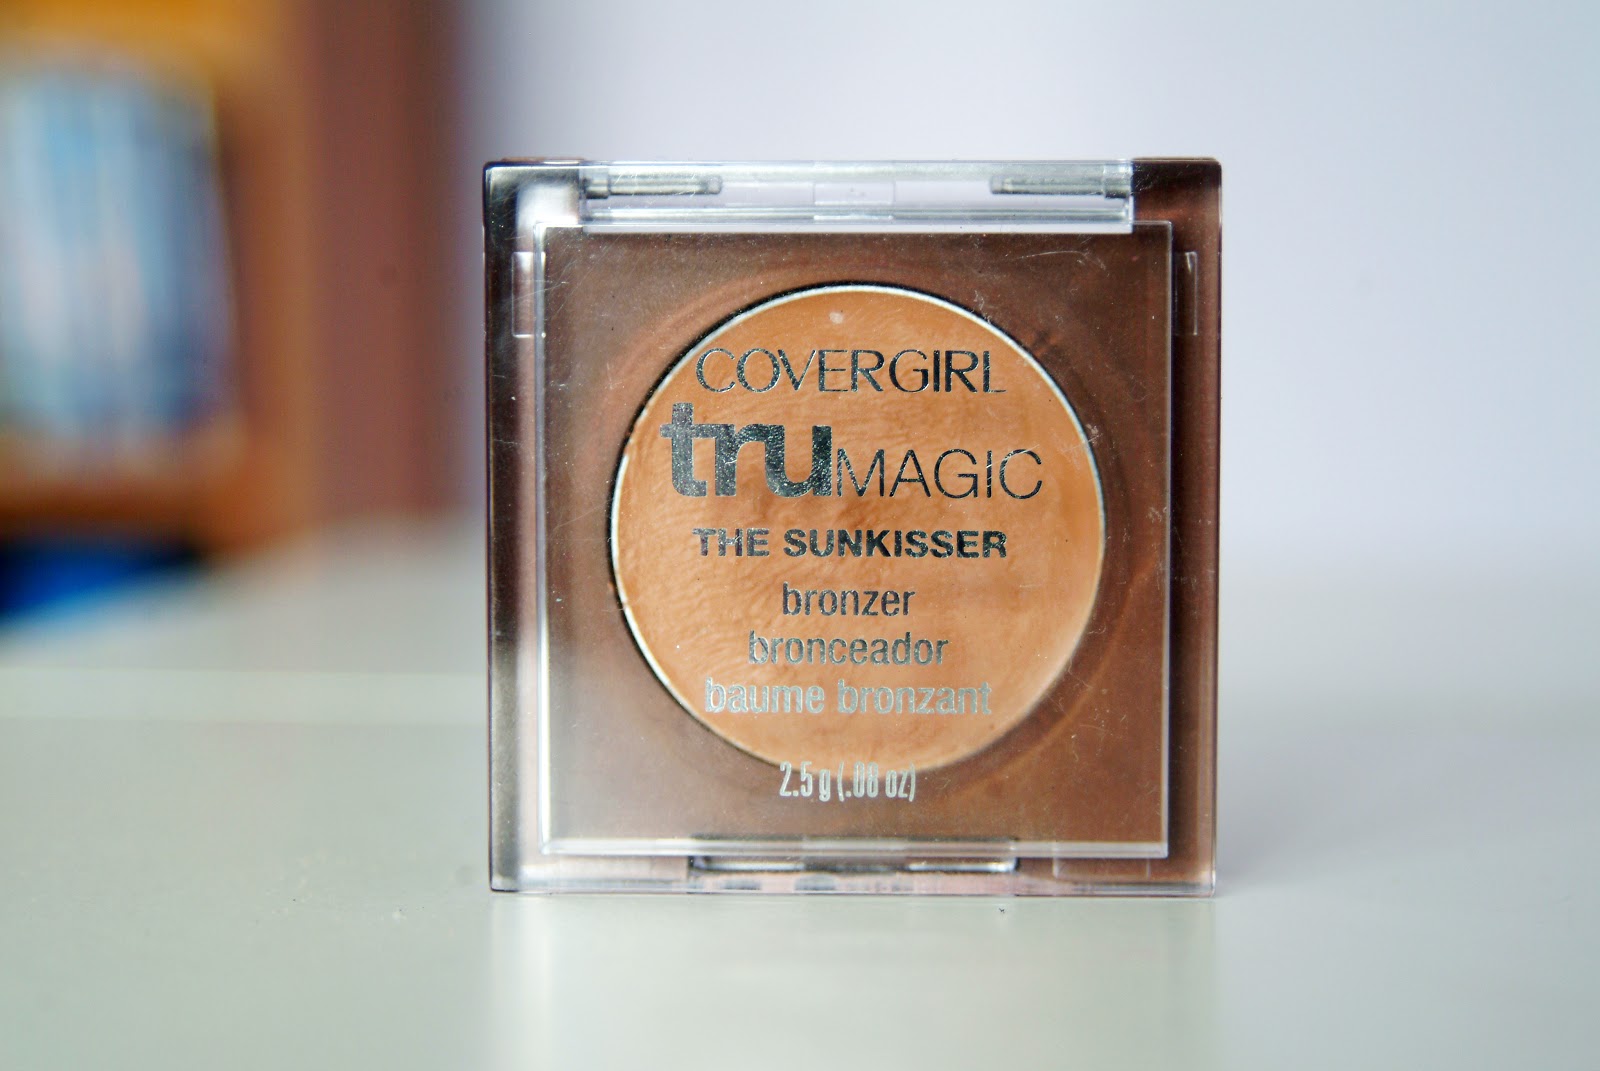 COVERGIRL
truMAGIC
THE SUNKISSER
bronzer
bronceador
baume bronzant
2.5 g (.08 oz)